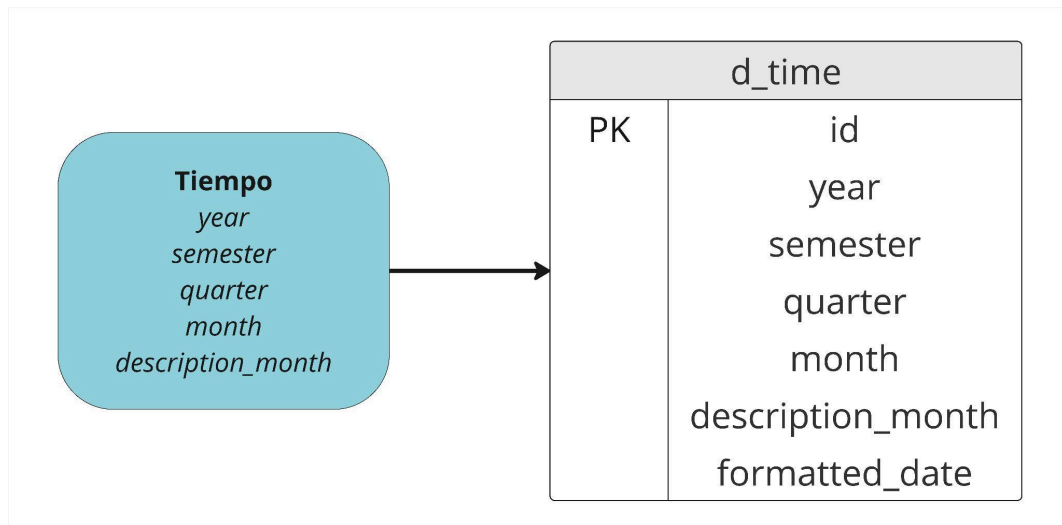 Tiempo
year
semester
quarter
month
description_month
d_time
PK id
year
semester
quarter
month
description_month
formatted_date